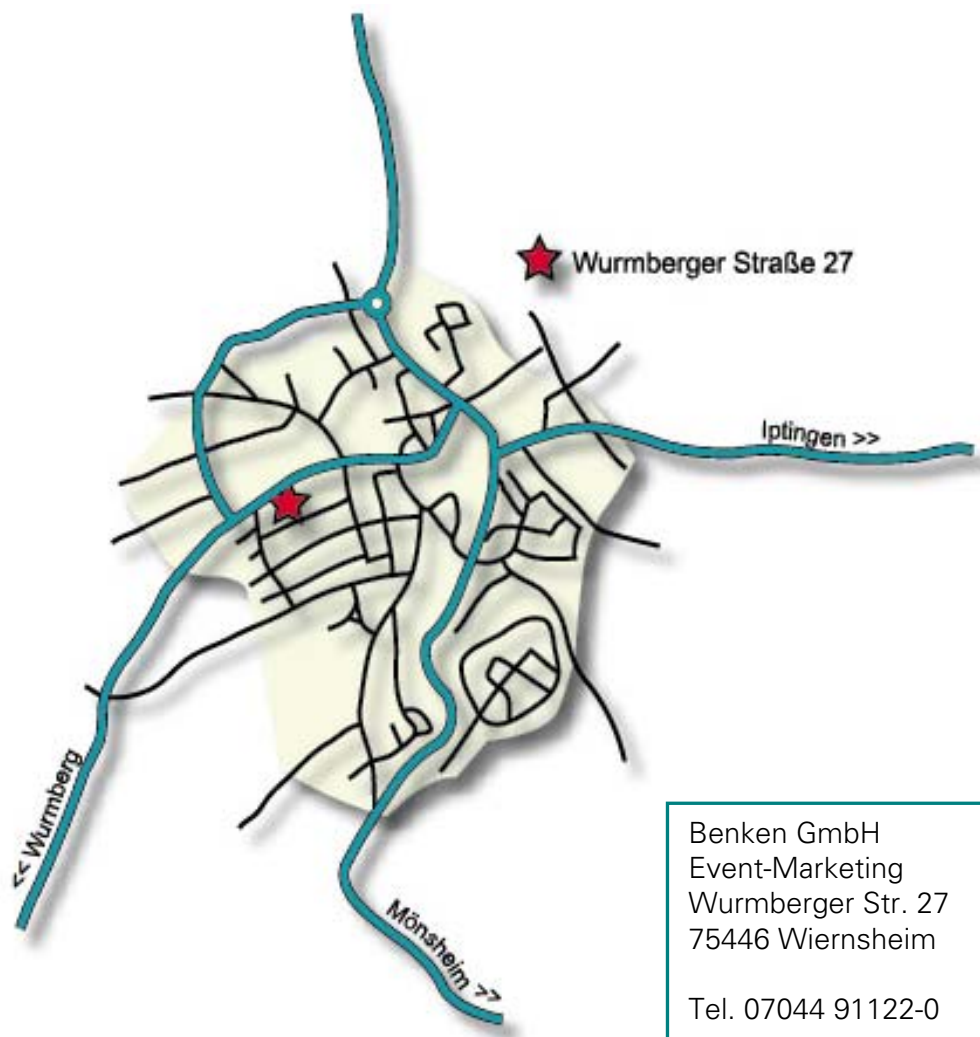 Wurmberger Straße 27
Iptingen >>
<< Wurmberg
Mönsheim >>
Benken GmbH
Event-Marketing
Wurmberger Str. 27
75446 Wiernsheim
Tel. 07044 91122-0